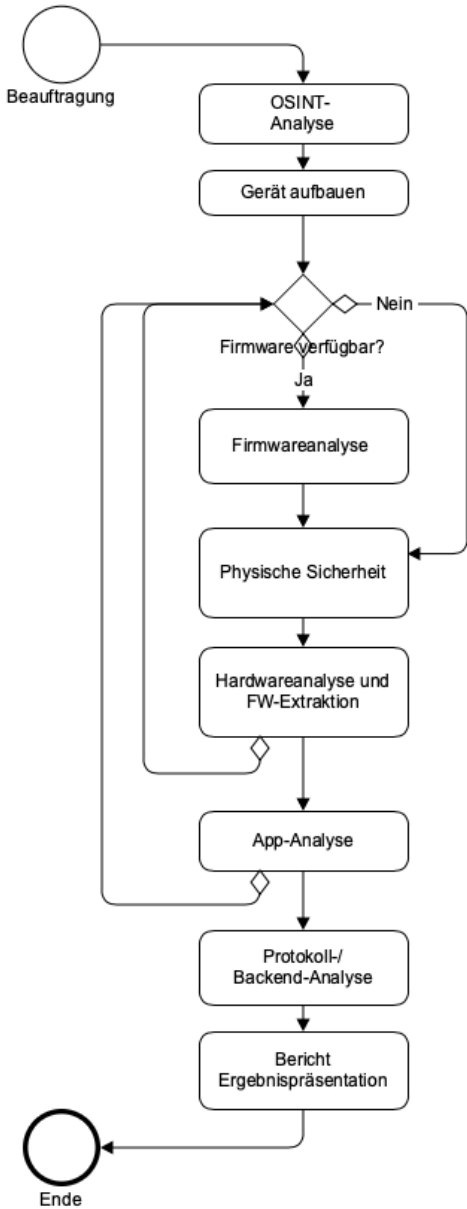 Beauftragung
OSINT-
Analyse
Gerät aufbauen
Nein
Firmware verfügbar?
Ja
Firmwareanalyse
Physische Sicherheit
Hardwareanalyse und
FW-Extraktion
App-Analyse
Protokoll-/
Backend-Analyse
Bericht
Ergebnispräsentation
Ende